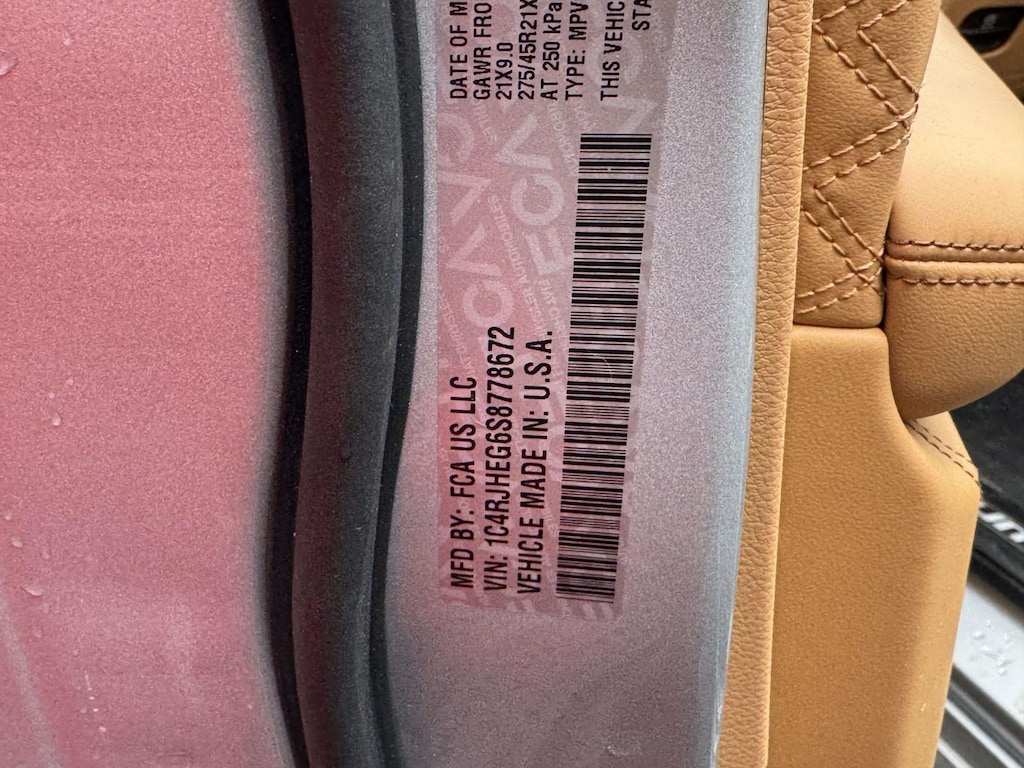 MFD BY: FCA US LLC
VIN: 1C4RJHEG6S8778672
VEHICLE MADE IN: U.S.A.
DATE OF M
GAWR FRO
21X9.0
275/45R21X
AT 250 kPa
TYPE: MPV
THIS VEHIC
STA